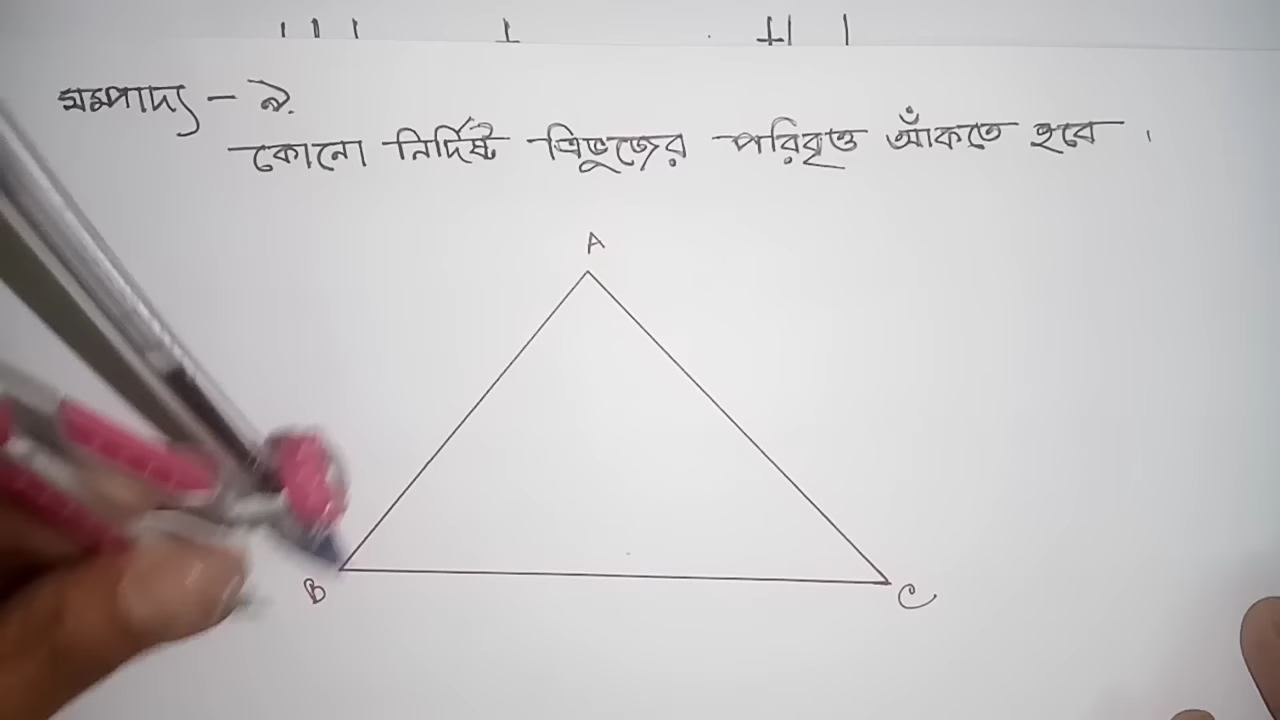 সম্পাদ্য - ৯.
কোনো নির্দিষ্ট ত্রিভুজের পরিবৃত্ত আঁকতে হবে ।
A
B
C